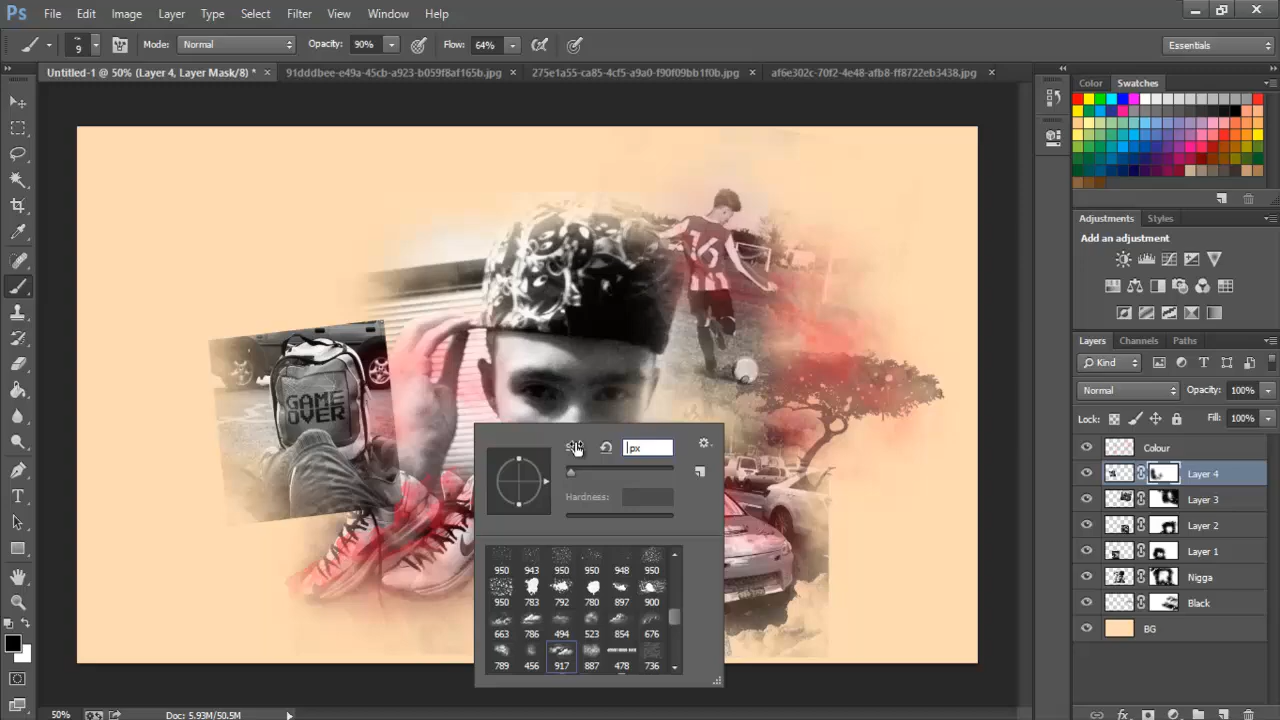 Ps File Edit Image Layer Type Select Filter View Window Help
9 Mode: Normal Opacity: 90% Flow: 64% Essentials
Untitled-1 @ 50% (Layer 4, Layer Mask/8) * × 91dddbee-e49a-45cb-a923-b059f8af165b.jpg × 275e1a55-ca85-4cf5-a9a0-f90f09bb1f0b.jpg × af6e302c-70f2-4e48-afb8-ff8722eb3438.jpg ×
Color Swatches
16
GAME
OVER
px
Hardness:
950 943 950 950 948 950
950 783 792 780 897 900
663 786 494 523 854 676
789 456 917 887 478 736
Adjustments Styles
Add an adjustment
Layers Channels Paths
Kind
Normal Opacity: 100%
Lock: Fill: 100%
Colour
Layer 4
Layer 3
Layer 2
Layer 1
Nigga
Black
BG
50% Doc: 5.93M/50.5M